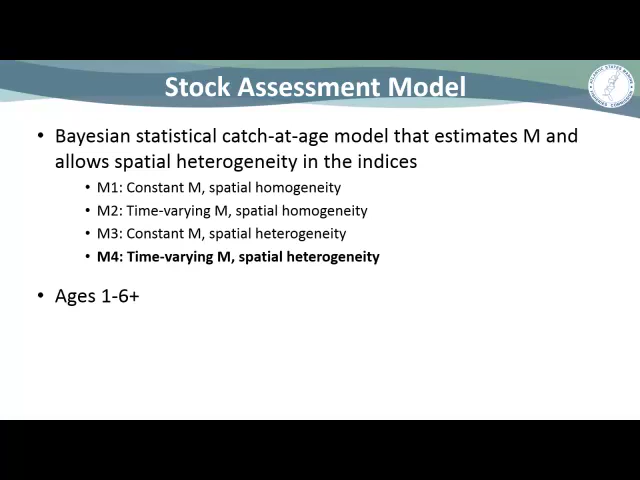 Stock Assessment Model
• Bayesian statistical catch-at-age model that estimates M and
allows spatial heterogeneity in the indices
• M1: Constant M, spatial homogeneity
• M2: Time-varying M, spatial homogeneity
• M3: Constant M, spatial heterogeneity
• M4: Time-varying M, spatial heterogeneity
• Ages 1-6+